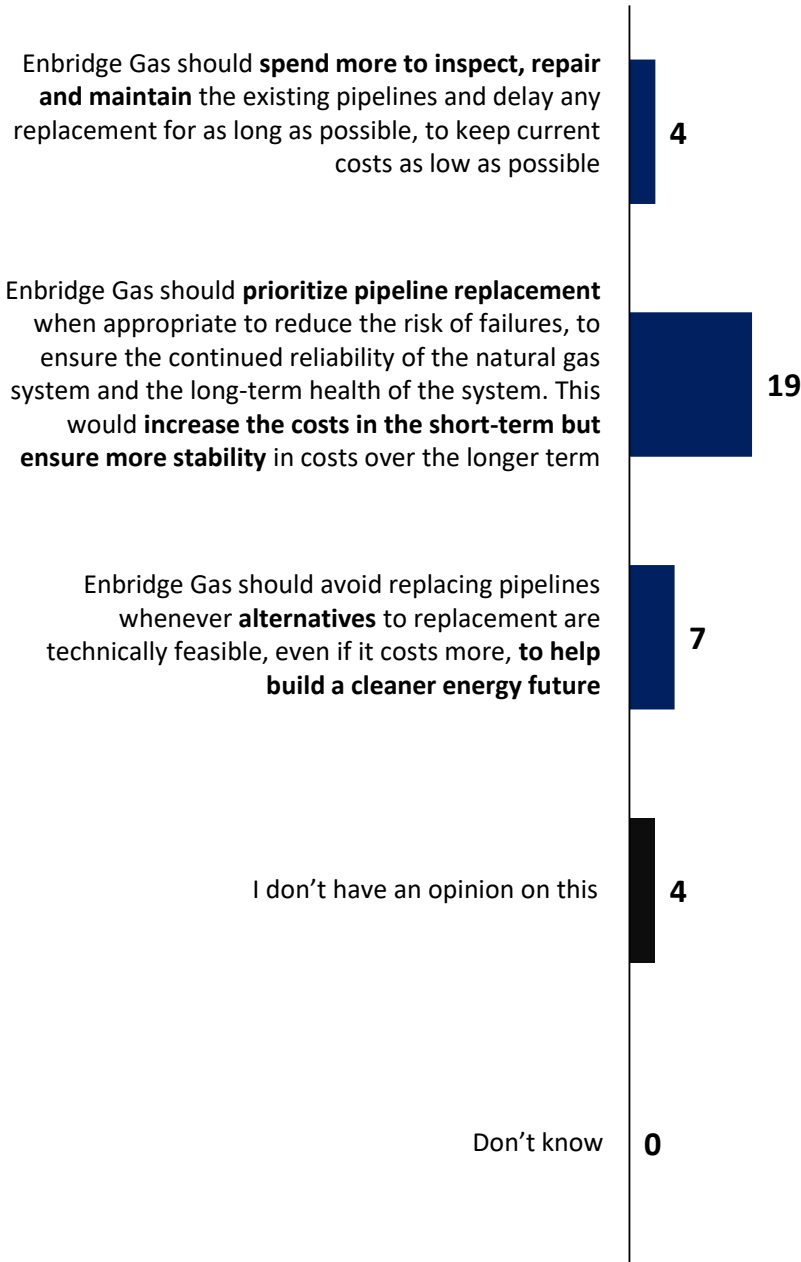 Enbridge Gas should spend more to inspect, repair
and maintain the existing pipelines and delay any
replacement for as long as possible, to keep current
costs as low as possible
4
Enbridge Gas should prioritize pipeline replacement
when appropriate to reduce the risk of failures, to
ensure the continued reliability of the natural gas
system and the long-term health of the system. This
would increase the costs in the short-term but
ensure more stability in costs over the longer term
19
Enbridge Gas should avoid replacing pipelines
whenever alternatives to replacement are
technically feasible, even if it costs more, to help
build a cleaner energy future
7
I don’t have an opinion on this
4
Don’t know
0